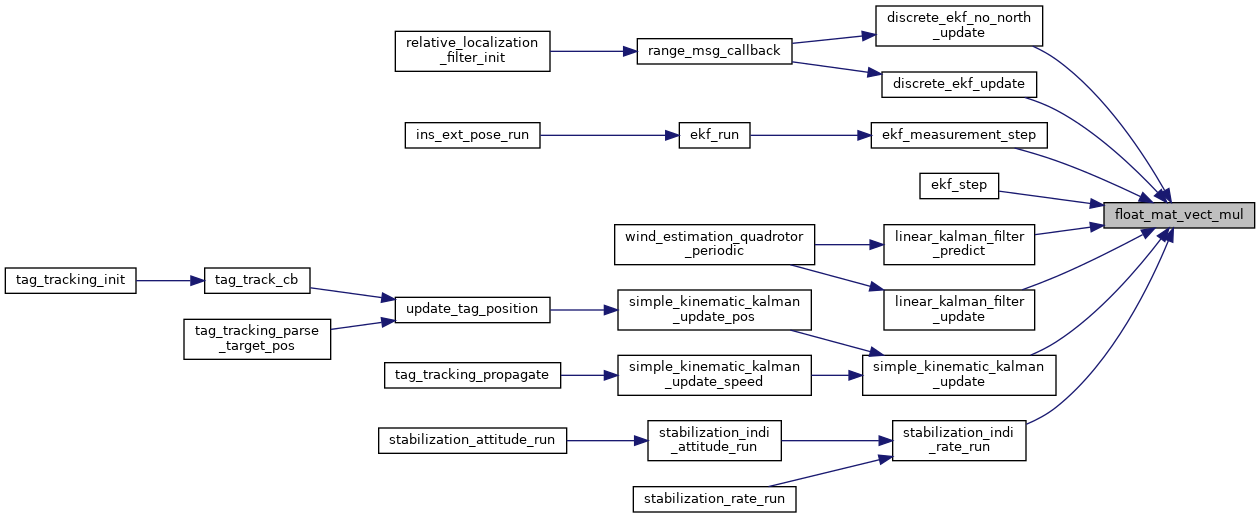 discrete_ekf_no_north
_update
relative_localization
_filter_init
range_msg_callback
discrete_ekf_update
ins_ext_pose_run
ekf_run
ekf_measurement_step
ekf_step
float_mat_vect_mul
wind_estimation_quadrotor
_periodic
linear_kalman_filter
_predict
tag_tracking_init
tag_track_cb
update_tag_position
simple_kinematic_kalman
_update_pos
linear_kalman_filter
_update
tag_tracking_parse
_target_pos
tag_tracking_propagate
simple_kinematic_kalman
_update_speed
simple_kinematic_kalman
_update
stabilization_attitude_run
stabilization_indi
_attitude_run
stabilization_indi
_rate_run
stabilization_rate_run